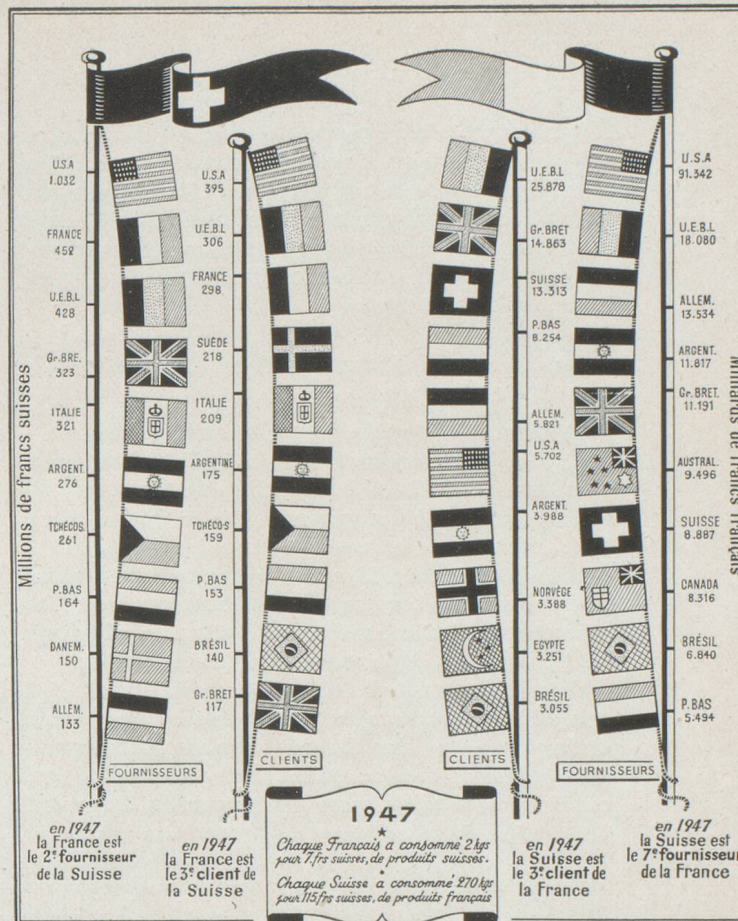 Millions de francs suisses
U.S.A
1.032
FRANCE
452
U.E.B.L
428
Gr.BRE.
323
ITALIE
321
ARGENT.
276
TCHÉCOS.
261
P.BAS
164
DANEM.
150
ALLEM.
133
FOURNISSEURS
en 1947
la France est
le 2e fournisseur
de la Suisse
U.S.A
395
U.E.B.L
306
FRANCE
298
SUÈDE
218
ITALIE
209
ARGENTINE
175
TCHÉCO-S
159
P.BAS
153
BRÉSIL
140
Gr.BRET
117
CLIENTS
en 1947
la France est
le 3e client de
la Suisse
1947
Chaque Français a consommé 2 kgs
pour 7,frs suisses, de produits suisses.
Chaque Suisse a consommé 270 kgs
pour 115 frs suisses, de produits français
U.E.B.L
25.878
Gr.BRET
14.863
SUISSE
13.313
P.BAS
8.254
ALLEM.
5.821
U.S.A
5.702
ARGENT.
3.988
NORVÈGE
3.388
EGYPTE
3.251
BRÉSIL
3.055
CLIENTS
en 1947
la Suisse est
le 3e client de
la France
U.S.A
91.342
U.E.B.L
18.080
ALLEM.
13.534
ARGENT.
11.817
Gr.BRET.
11.191
AUSTRAL.
9.496
SUISSE
8.887
CANADA
8.316
BRÉSIL
6.840
P.BAS
5.494
FOURNISSEURS
en 1947
la Suisse est
le 7e fournisseur
de la France
Milliards de francs français